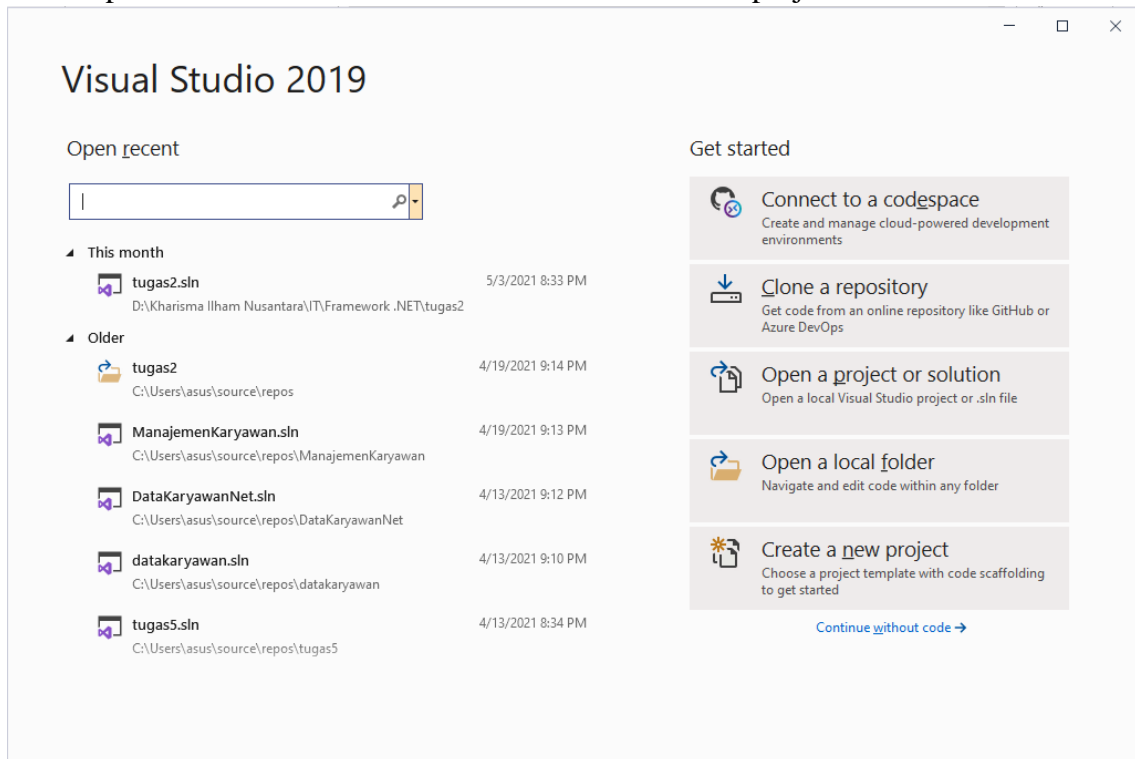 Visual Studio 2019
Open recent
This month
tugas2.sln
5/3/2021 8:33 PM
D:\Kharisma Ilham Nusantara\IT\Framework .NET\tugas2
Older
tugas2
4/19/2021 9:14 PM
C:\Users\asus\source\repos
ManajemenKaryawan.sln
4/19/2021 9:13 PM
C:\Users\asus\source\repos\ManajemenKaryawan
DataKaryawanNet.sln
4/13/2021 9:12 PM
C:\Users\asus\source\repos\DataKaryawanNet
datakaryawan.sln
4/13/2021 9:10 PM
C:\Users\asus\source\repos\datakaryawan
tugas5.sln
4/13/2021 8:34 PM
C:\Users\asus\source\repos\tugas5
Get started
Connect to a codespace
Create and manage cloud-powered development
environments
Clone a repository
Get code from an online repository like GitHub or
Azure DevOps
Open a project or solution
Open a local Visual Studio project or .sln file
Open a local folder
Navigate and edit code within any folder
Create a new project
Choose a project template with code scaffolding
to get started
Continue without code →